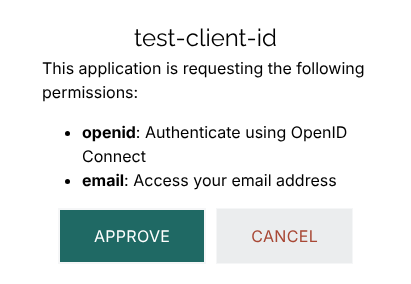 test-client-id
This application is requesting the following
permissions:
• openid: Authenticate using OpenID
Connect
• email: Access your email address
APPROVE CANCEL